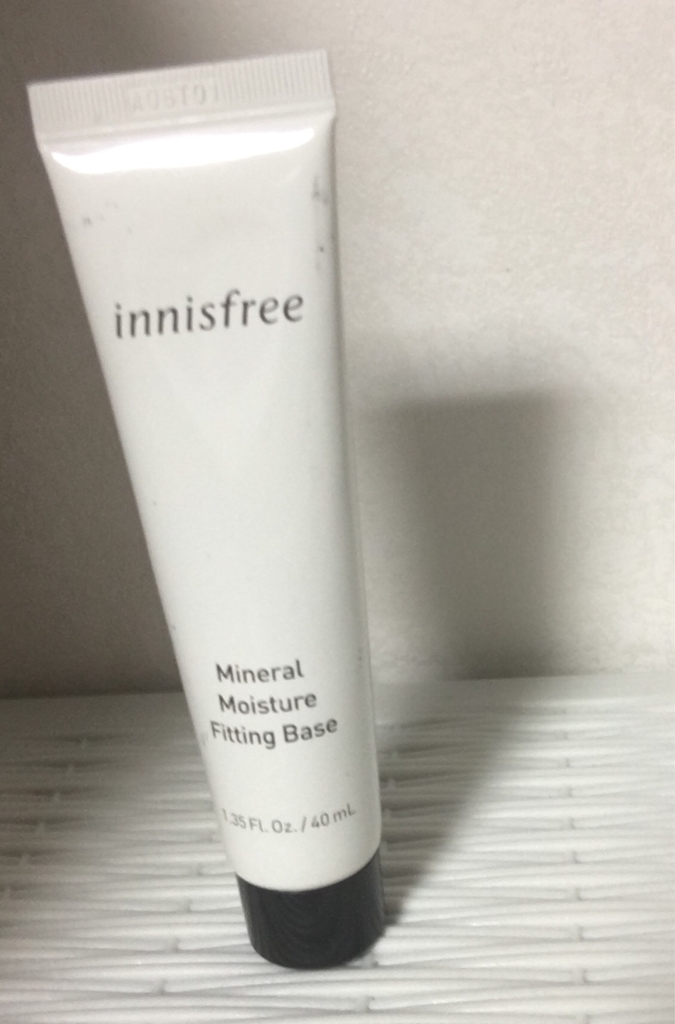 innisfree
Mineral
Moisture
Fitting Base
1.35 FL. Oz. / 40 mL